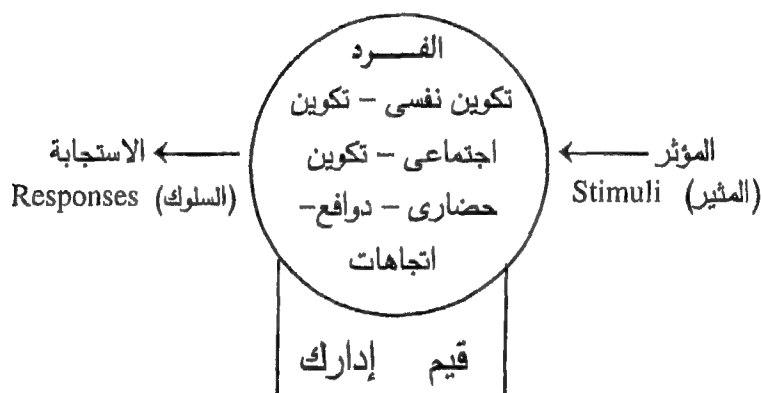 الفــــرد
تكوين نفسى – تكوين
اجتماعى – تكوين
حضارى – دوافع–
اتجاهات
قيم إدارك
المؤثر
(المثير) Stimuli
الاستجابة
(السلوك) Responses